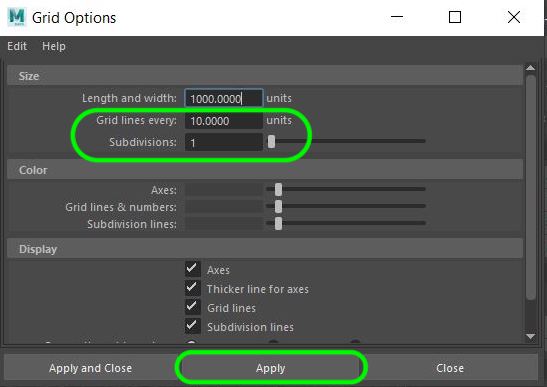 Grid Options
Edit Help
Size
Length and width: 1000.0000 units
Grid lines every: 10.0000 units
Subdivisions: 1
Color
Axes:
Grid lines & numbers:
Subdivision lines:
Display
Axes
Thicker line for axes
Grid lines
Subdivision lines
Apply and Close Apply Close